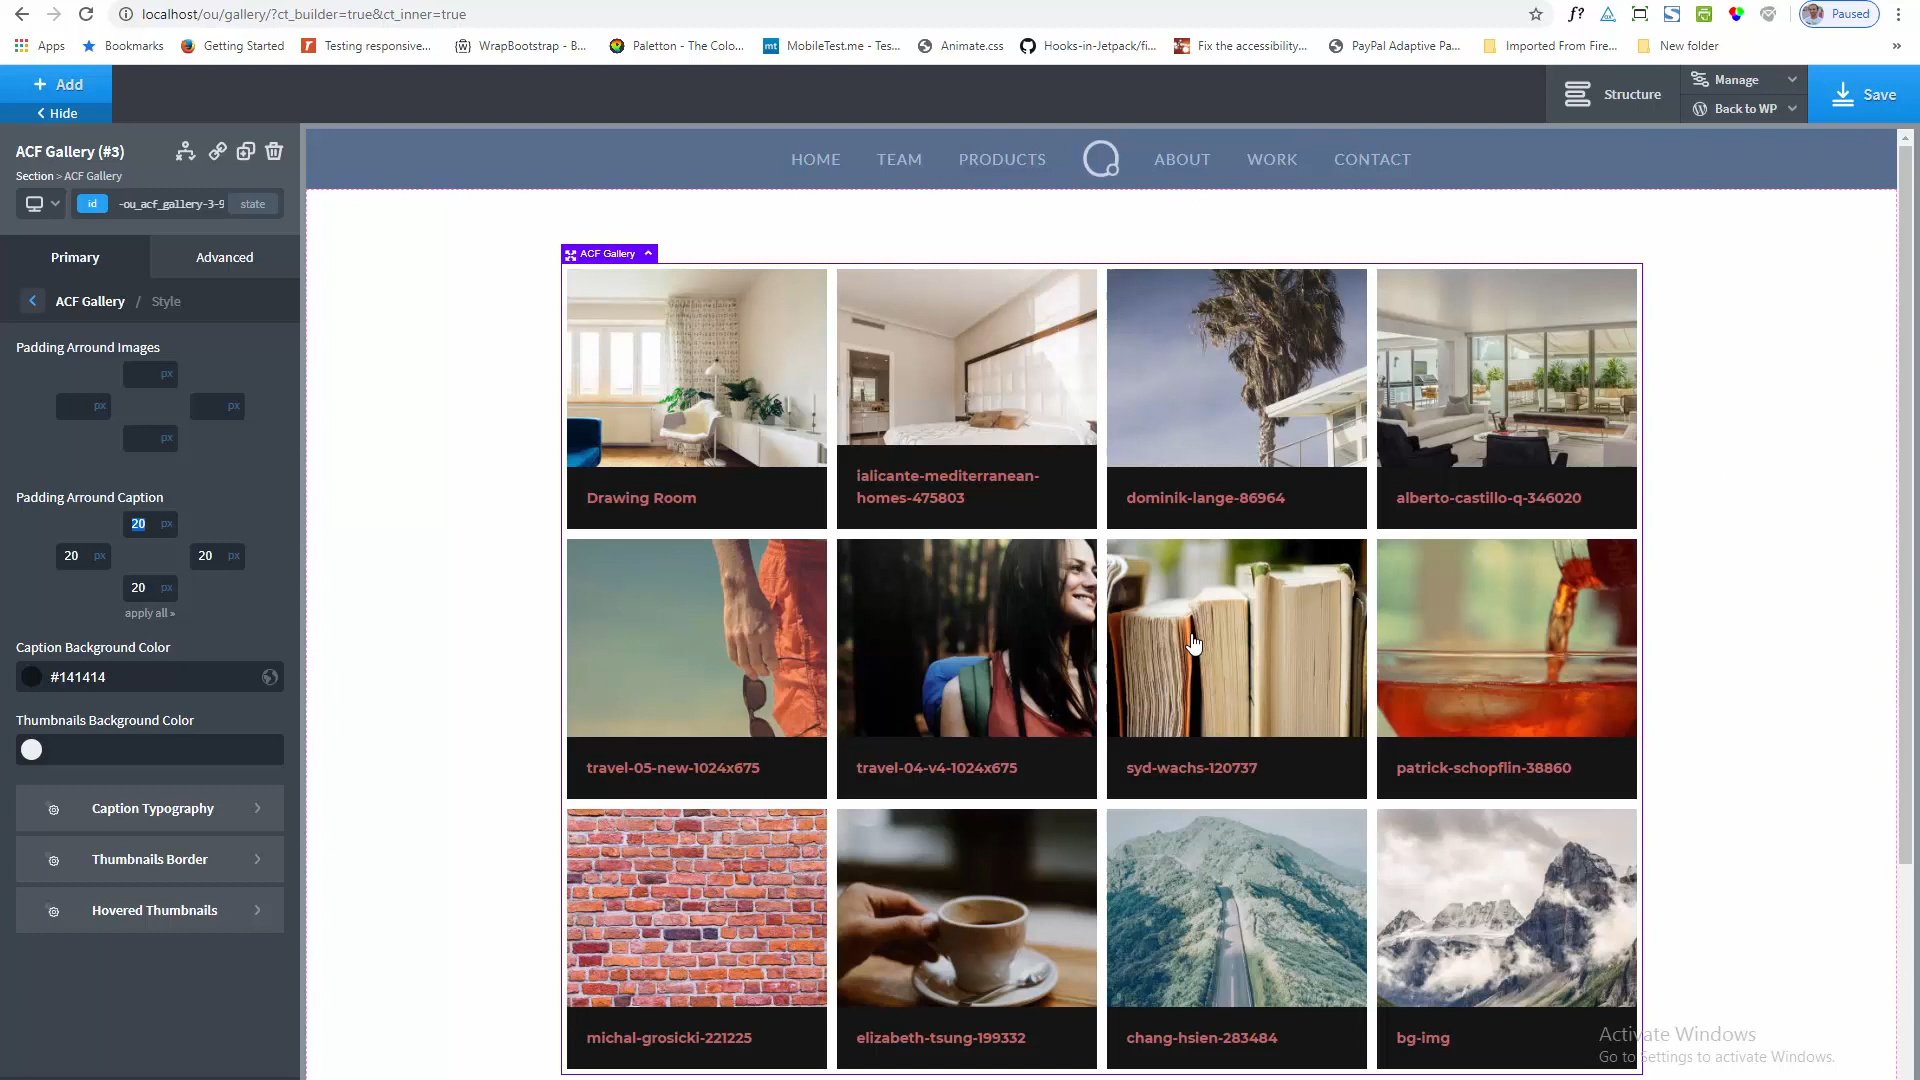 localhost/ou/gallery/?ct_builder=true&ct_inner=true
f?
Paused
Apps
Bookmarks
Getting Started
Testing responsive...
WrapBootstrap - B...
Paletton - The Colo...
mt
MobileTest.me - Tes...
Animate.css
Hooks-in-Jetpack/fi...
Fix the accessibility...
PayPal Adaptive Pa...
Imported From Fire...
New folder
»
+ Add
Hide
Structure
Manage
Back to WP
Save
ACF Gallery (#3)
Section > ACF Gallery
id
-ou_acf_gallery-3-9
state
Primary
Advanced
ACF Gallery / Style
Padding Arround Images
px
px
px
px
Padding Arround Caption
20 px
20 px
20 px
20 px
apply all »
Caption Background Color
#141414
Thumbnails Background Color
Caption Typography
Thumbnails Border
Hovered Thumbnails
HOME
TEAM
PRODUCTS
ABOUT
WORK
CONTACT
ACF Gallery
Drawing Room
ialicante-mediterranean-
homes-475803
dominik-lange-86964
alberto-castillo-q-346020
travel-05-new-1024x675
travel-04-v4-1024x675
syd-wachs-120737
patrick-schopflin-38860
michal-grosicki-221225
elizabeth-tsung-199332
chang-hsien-283484
bg-img
Activate Windows
Go to Settings to activate Windows.